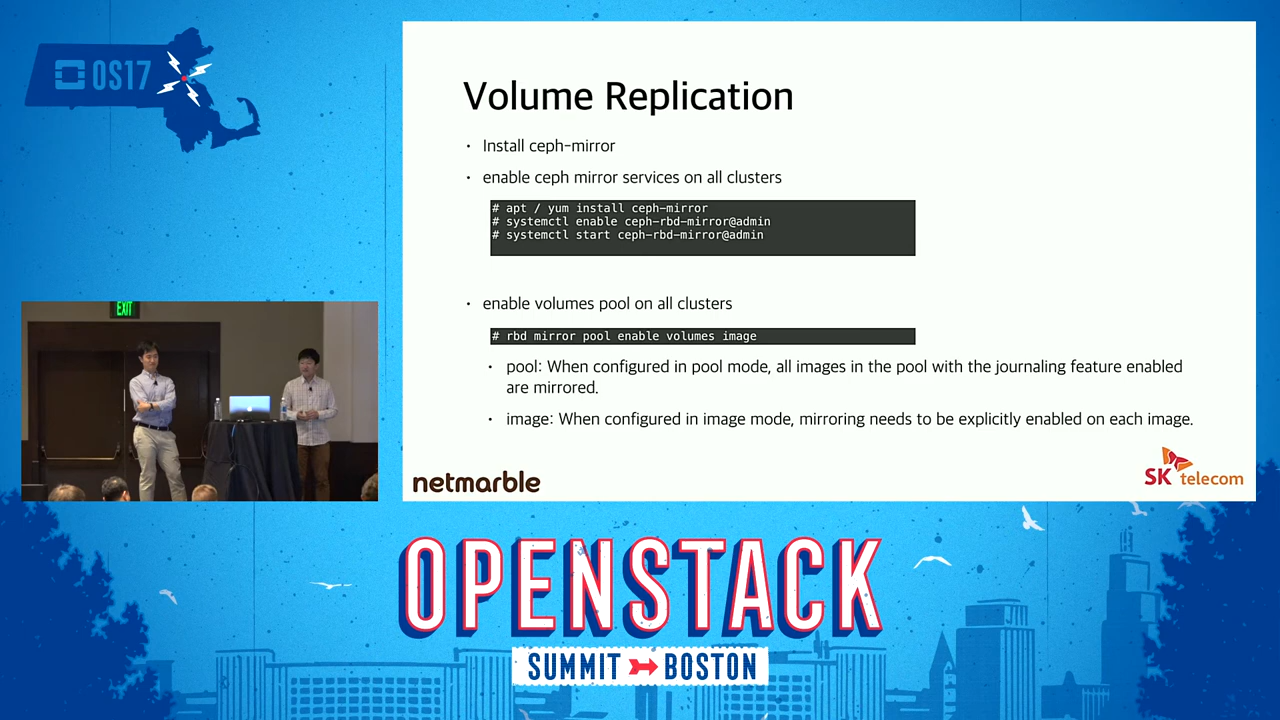 OS17
Volume Replication
• Install ceph-mirror
• enable ceph mirror services on all clusters
# apt / yum install ceph-mirror
# systemctl enable ceph-rbd-mirror@admin
# systemctl start ceph-rbd-mirror@admin
• enable volumes pool on all clusters
# rbd mirror pool enable volumes image
• pool: When configured in pool mode, all images in the pool with the journaling feature enabled
are mirrored.
• image: When configured in image mode, mirroring needs to be explicitly enabled on each image.
netmarble
SK telecom
EXIT
OPENSTACK
SUMMIT BOSTON